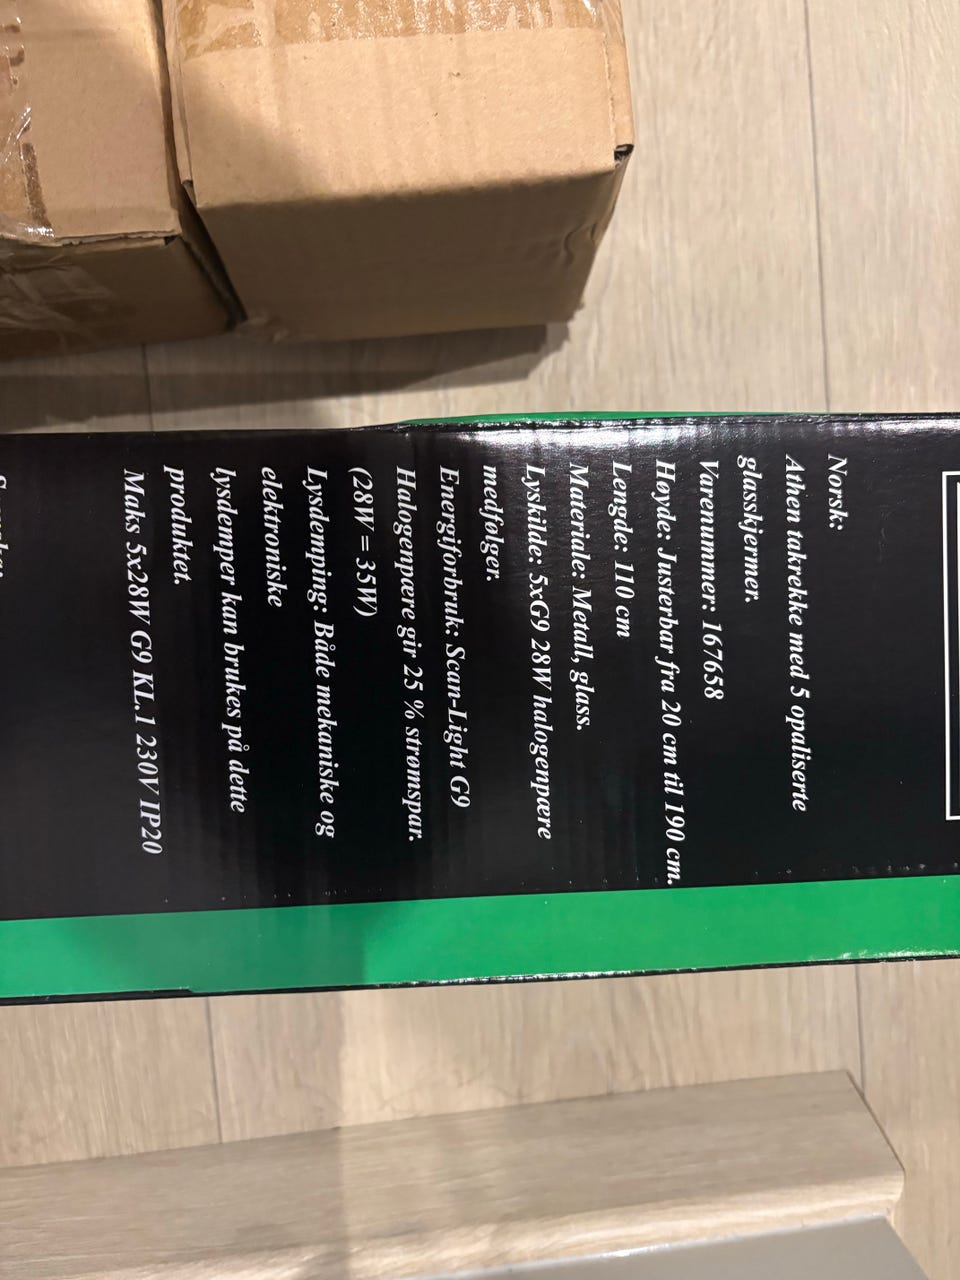 Norsk:
Athen takrekke med 5 opaliserte
glasskjermer.
Varenummer: 167658
Høyde: Justerbar fra 20 cm til 190 cm.
Lengde: 110 cm
Materiale: Metall, glass.
Lyskilde: 5xG9 28W halogenpære
medfølger.
Energiforbruk: Scan-Light G9
Halogenpære gir 25 % strømspar.
(28W = 35W)
Lysdemping: Både mekaniske og
elektroniske
lysdemper kan brukes på dette
produktet.
Maks 5x28W G9 KL.1 230V IP20